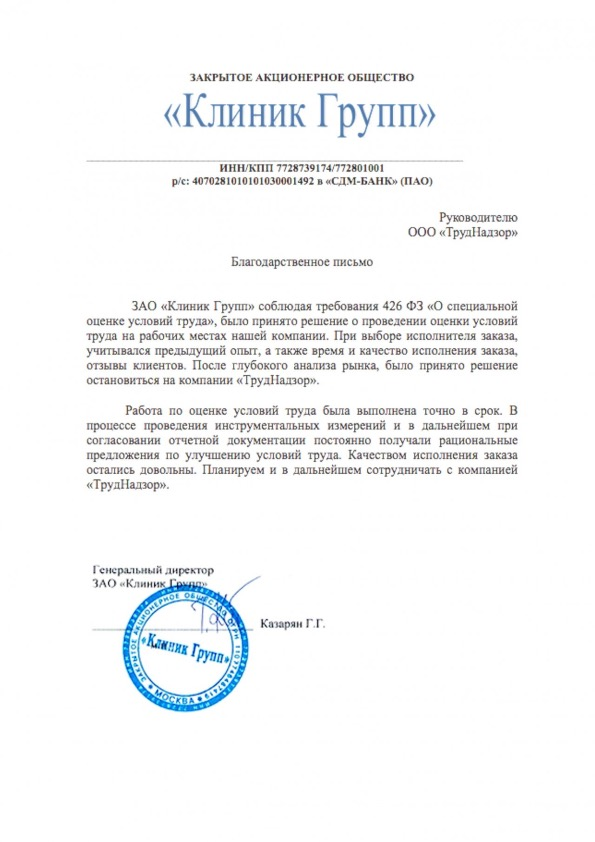 ЗАКРЫТОЕ АКЦИОНЕРНОЕ ОБЩЕСТВО
«Клиник Групп»
ИНН/КПП 7728739174/772801001
р/с: 4070281010101030001492 в «СДМ-БАНК» (ПАО)
Руководителю
ООО «ТрудНадзор»
Благодарственное письмо
ЗАО «Клиник Групп» соблюдая требования 426 ФЗ «О специальной
оценке условий труда», было принято решение о проведении оценки условий
труда на рабочих местах нашей компании. При выборе исполнителя заказа,
учитывался предыдущий опыт, а также время и качество исполнения заказа,
отзывы клиентов. После глубокого анализа рынка, было принято решение
остановиться на компании «ТрудНадзор».
Работа по оценке условий труда была выполнена точно в срок. В
процессе проведения инструментальных измерений и в дальнейшем при
согласовании отчетной документации постоянно получали рациональные
предложения по улучшению условий труда. Качеством исполнения заказа
остались довольны. Планируем и в дальнейшем сотрудничать с компанией
«ТрудНадзор».
Генеральный директор
ЗАО «Клиник Групп»
Казарян Г.Г.
ЗАКРЫТОЕ АКЦИОНЕРНОЕ ОБЩЕСТВО
«Клиник Групп»
МОСКВА